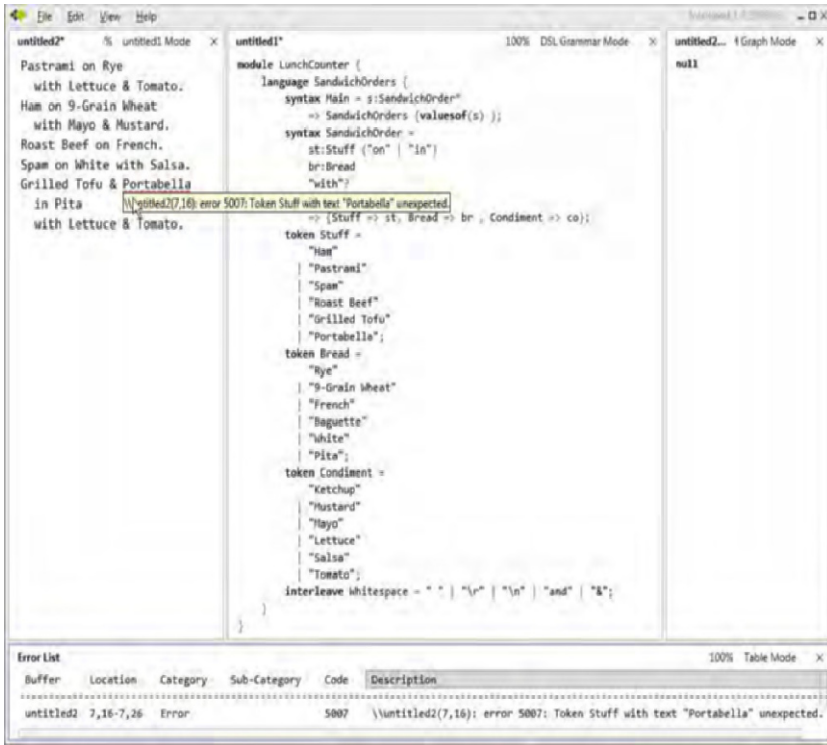 File Edit View Help
untitled2* % untitled1 Mode ×
Pastrami on Rye
with Lettuce & Tomato.
Ham on 9-Grain Wheat
with Mayo & Mustard.
Roast Beef on French.
Spam on White with Salsa.
Grilled Tofu & Portabella
in Pita
with Lettuce & Tomato.
untitled1* 100% DSL Grammar Mode ×
module LunchCounter {
language SandwichOrders {
syntax Main = s:SandwichOrder*
=> SandwichOrders {valuesof(s) };
syntax SandwichOrder =
st:Stuff ("on" | "in")
br:Bread
"with"?
\\untitled2(7,16): error 5007: Token Stuff with text "Portabella" unexpected.
=> {Stuff => st, Bread => br , Condiment => co};
token Stuff =
"Ham"
| "Pastrami"
| "Spam"
| "Roast Beef"
| "Grilled Tofu"
| "Portabella";
token Bread =
"Rye"
| "9-Grain Wheat"
| "French"
| "Baguette"
| "White"
| "Pita";
token Condiment =
"Ketchup"
| "Mustard"
| "Mayo"
| "Lettuce"
| "Salsa"
| "Tomato";
interleave Whitespace = " " | "\r" | "\n" | "and" | "&";
}
}
untitled2... Graph Mode ×
null
Error List 100% Table Mode ×
Buffer Location Category Sub-Category Code Description
untitled2 7,16-7,26 Error 5007 \\untitled2(7,16): error 5007: Token Stuff with text "Portabella" unexpected.